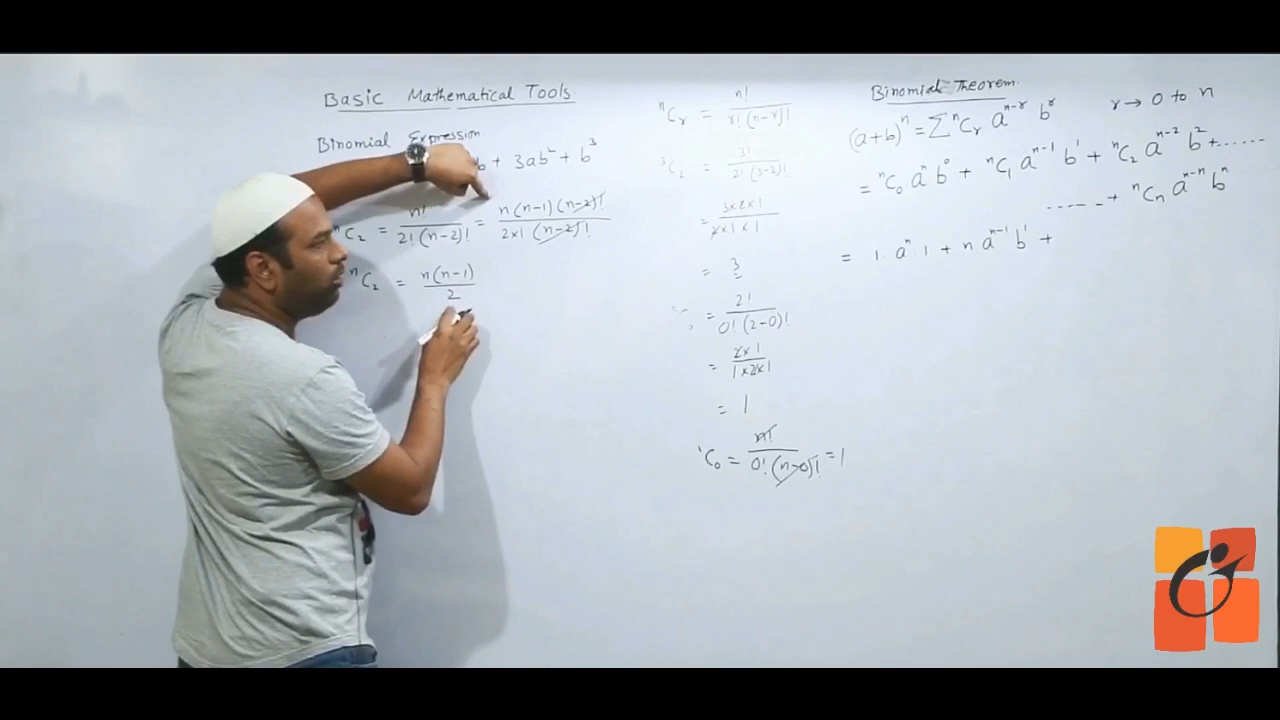 Basic Mathematical Tools.
Binomial Expression
b + 3ab² + b³
ⁿC₂ = n! / 2! (n-2)! = n(n-1)(n-2)! / 2×1 (n-2)!
ⁿC₂ = n(n-1) / 2
ⁿCᵣ = n! / r! (n-r)!
³C₂ = 3! / 2! (3-2)!
= 3×2×1 / 2×1×1
= 3
= 2! / 0! (2-0)!
= 2×1 / 1×2×1
= 1
C₀ = n! / 0! (n-0)! = 1
Binomial Theorem.
(a+b)ⁿ = Σ ⁿCᵣ aⁿ⁻ʳ bʳ r → 0 to n
= ⁿC₀ aⁿ b⁰ + ⁿC₁ aⁿ⁻¹ b¹ + ⁿC₂ aⁿ⁻² b² + ......
...... + ⁿCₙ aⁿ⁻ⁿ bⁿ
= 1. aⁿ. 1 + n aⁿ⁻¹ b¹ +